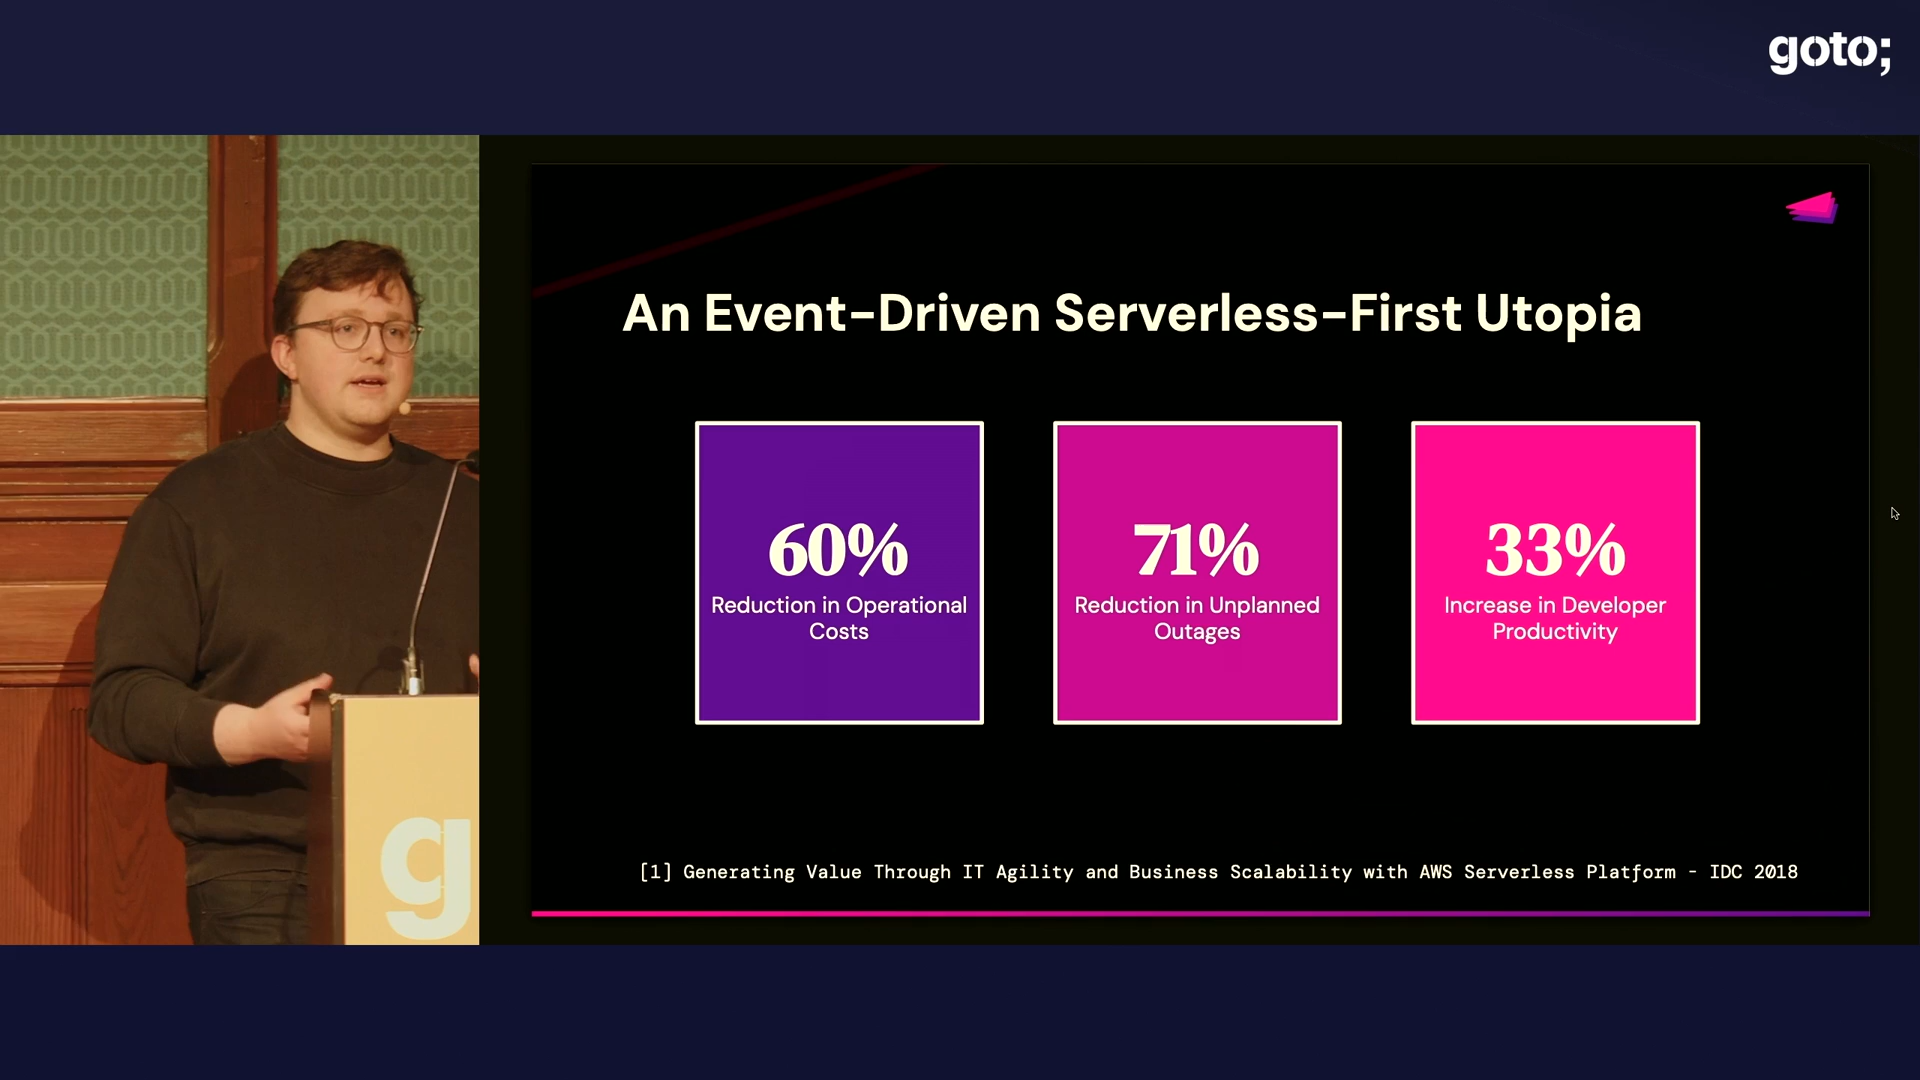 goto;
An Event-Driven Serverless-First Utopia
60%
Reduction in Operational
Costs
71%
Reduction in Unplanned
Outages
33%
Increase in Developer
Productivity
[1] Generating Value Through IT Agility and Business Scalability with AWS Serverless Platform - IDC 2018
g